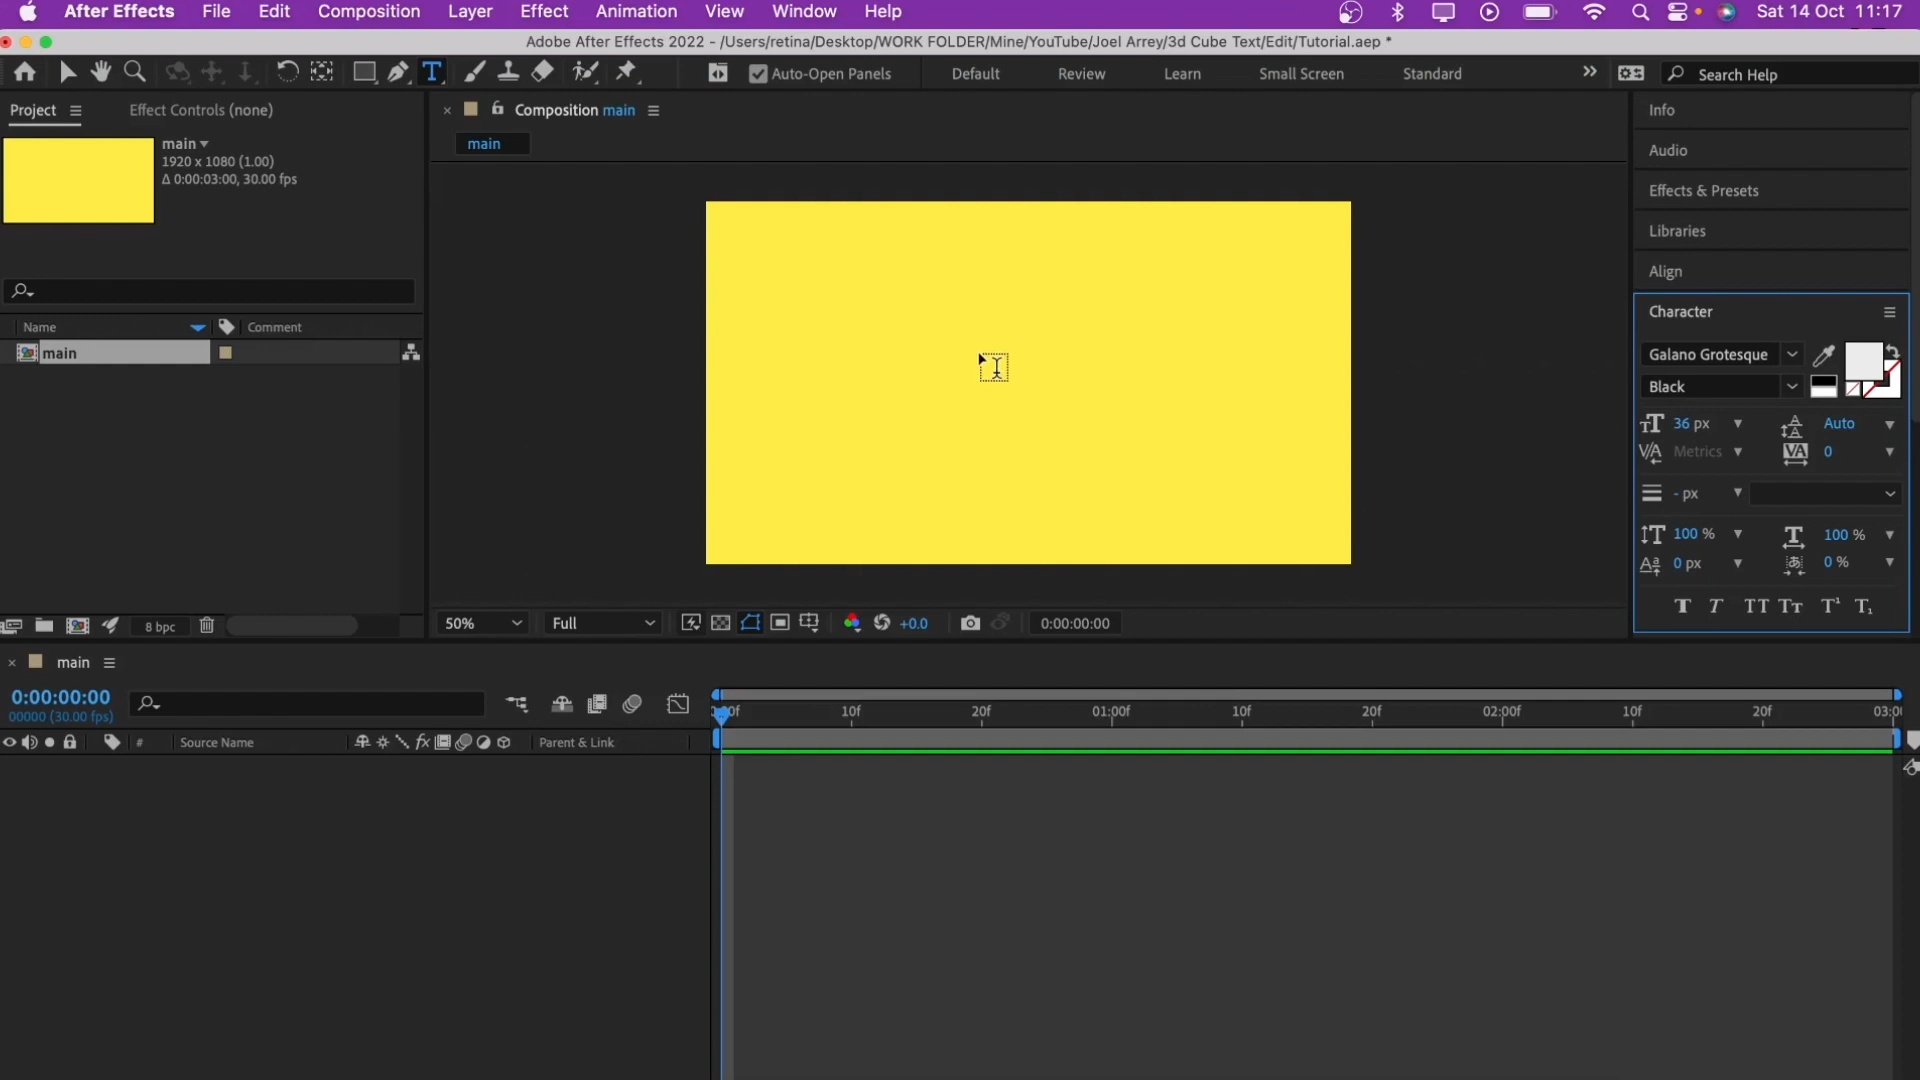 After Effects File Edit Composition Layer Effect Animation View Window Help Sat 14 Oct 11:17
Adobe After Effects 2022 - /Users/retina/Desktop/WORK FOLDER/Mine/YouTube/Joel Arrey/3d Cube Text/Edit/Tutorial.aep *
T Auto-Open Panels Default Review Learn Small Screen Standard Search Help
Project Effect Controls (none)
main
1920 x 1080 (1.00)
Δ 0:00:03:00, 30.00 fps
Name Comment
main
8 bpc
Composition main
main
50% Full +0.0 0:00:00:00
Info
Audio
Effects & Presets
Libraries
Align
Character
Galano Grotesque
Black
36 px Auto
Metrics 0
- px
100 % 100 %
0 px 0 %
T T TT Tт T¹ T₁
main
0:00:00:00
00000 (30.00 fps)
# Source Name fx Parent & Link
10f 20f 01:00f 10f 20f 02:00f 10f 20f